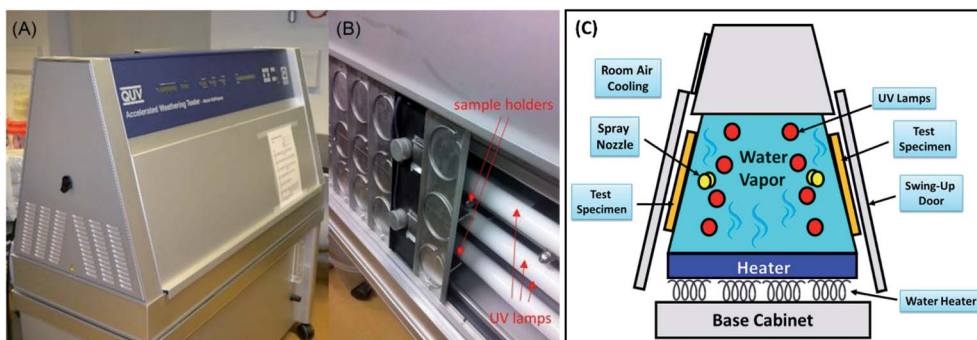 (A)
QUV
Accelerated Weathering Tester
(B)
sample holders
UV lamps
(C)
Room Air
Cooling
UV Lamps
Spray
Nozzle
Water
Vapor
Test
Specimen
Test
Specimen
Swing-Up
Door
Heater
Water Heater
Base Cabinet